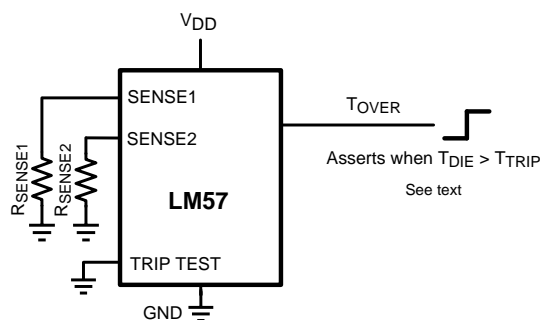 VDD
SENSE1
TOVER
SENSE2
RSENSE1
RSENSE2
Asserts when TDIE > TTRIP
See text
LM57
TRIP TEST
GND